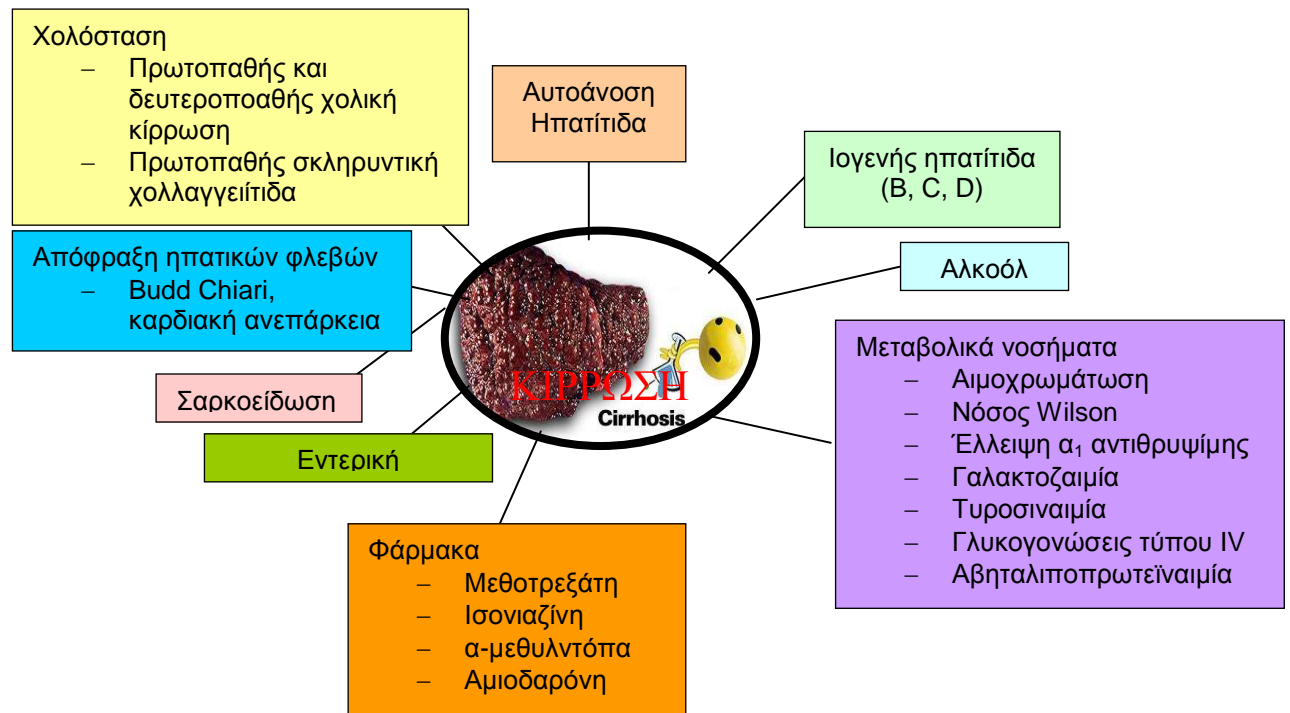 Χολόσταση
– Πρωτοπαθής και
δευτεροποαθής χολική
κίρρωση
– Πρωτοπαθής σκληρυντική
χολλαγγειίτιδα
Αυτοάνοση
Ηπατίτιδα
Ιογενής ηπατίτιδα
(B, C, D)
Απόφραξη ηπατικών φλεβών
– Budd Chiari,
καρδιακή ανεπάρκεια
Αλκοόλ
Σαρκοείδωση
Εντερική
ΚΙΡΡΩΣΗ
Cirrhosis
Μεταβολικά νοσήματα
– Αιμοχρωμάτωση
– Νόσος Wilson
– Έλλειψη α₁ αντιθρυψίμης
– Γαλακτοζαιμία
– Τυροσιναιμία
– Γλυκογονώσεις τύπου IV
– Αβηταλιποπρωτεϊναιμία
Φάρμακα
– Μεθοτρεξάτη
– Ισονιαζίνη
– α-μεθυλντόπα
– Αμιοδαρόνη